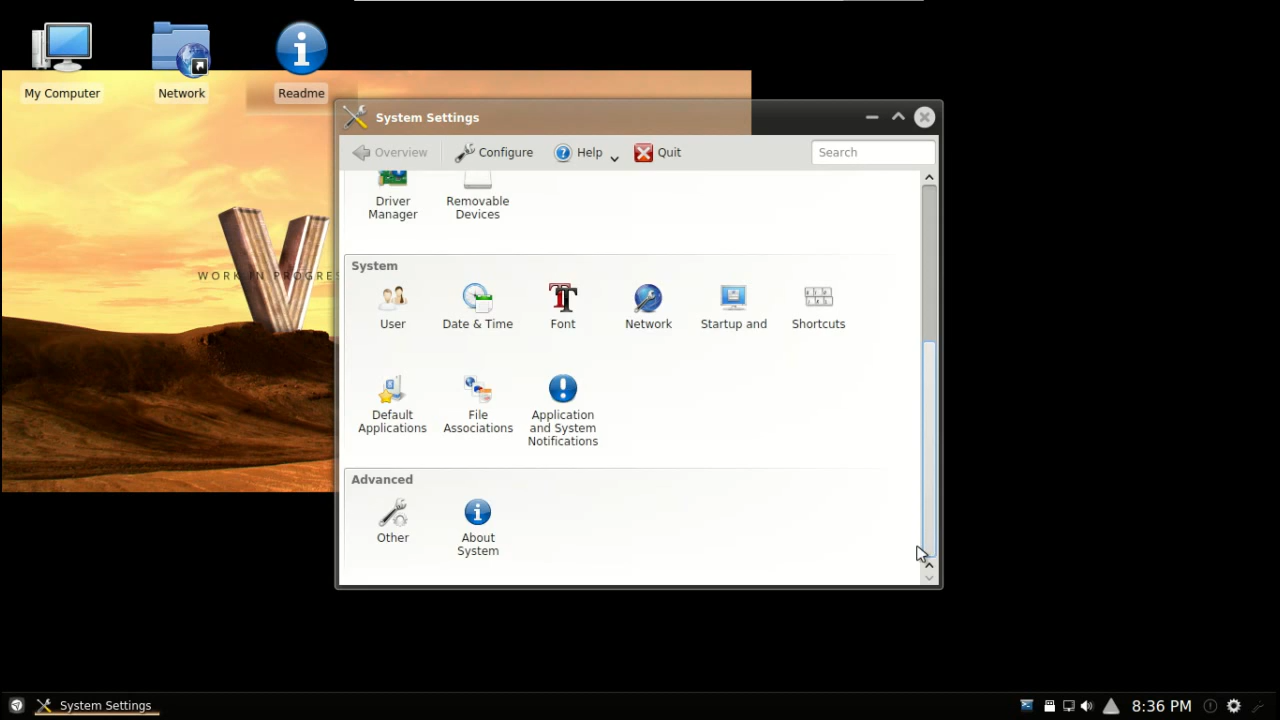 My Computer
Network
Readme
WORK IN PROGRES
System Settings
Overview
Configure
Help
Quit
Search
Driver
Manager
Removable
Devices
System
User
Date & Time
Font
Network
Startup and
Shortcuts
Default
Applications
File
Associations
Application
and System
Notifications
Advanced
Other
About
System
System Settings
8:36 PM